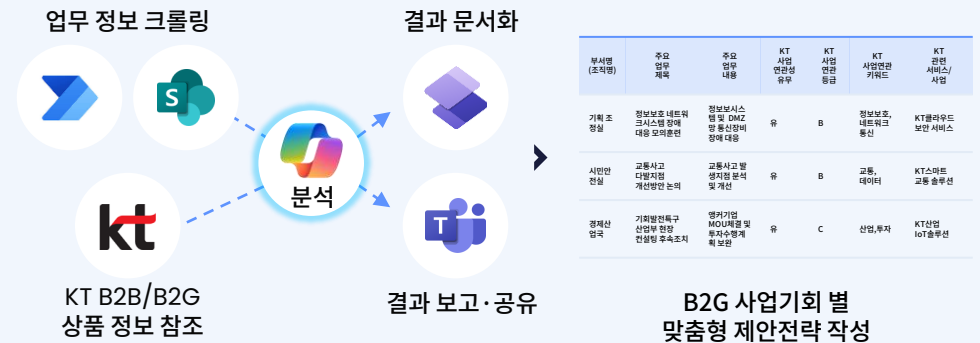 업무 정보 크롤링
결과 문서화
S
kt
분석
T
KT B2B/B2G
상품 정보 참조
결과 보고·공유
부서명
(조직명)
주요
업무
제목
주요
업무
내용
KT
사업
연관성
유무
KT
사업
연관
등급
KT
사업연관
키워드
KT
관련
서비스/
사업
기획 조
정실
정보보호 네트워
크시스템 장애
대응 모의훈련
정보보시스
템 및 DMZ
망 통신장비
장애 대응
유
B
정보보호,
네트워크
통신
KT클라우드
보안 서비스
시민안
전실
교통사고
다발지점
개선방안 논의
교통사고 발
생지점 분석
및 개선
유
B
교통,
데이터
KT스마트
교통 솔루션
경제산
업국
기회발전특구
산업부 현장
컨설팅 후속조치
앵커기업
MOU체결 및
투자수행계
획 보완
유
C
산업,투자
KT산업
IoT솔루션
B2G 사업기회 별
맞춤형 제안전략 작성